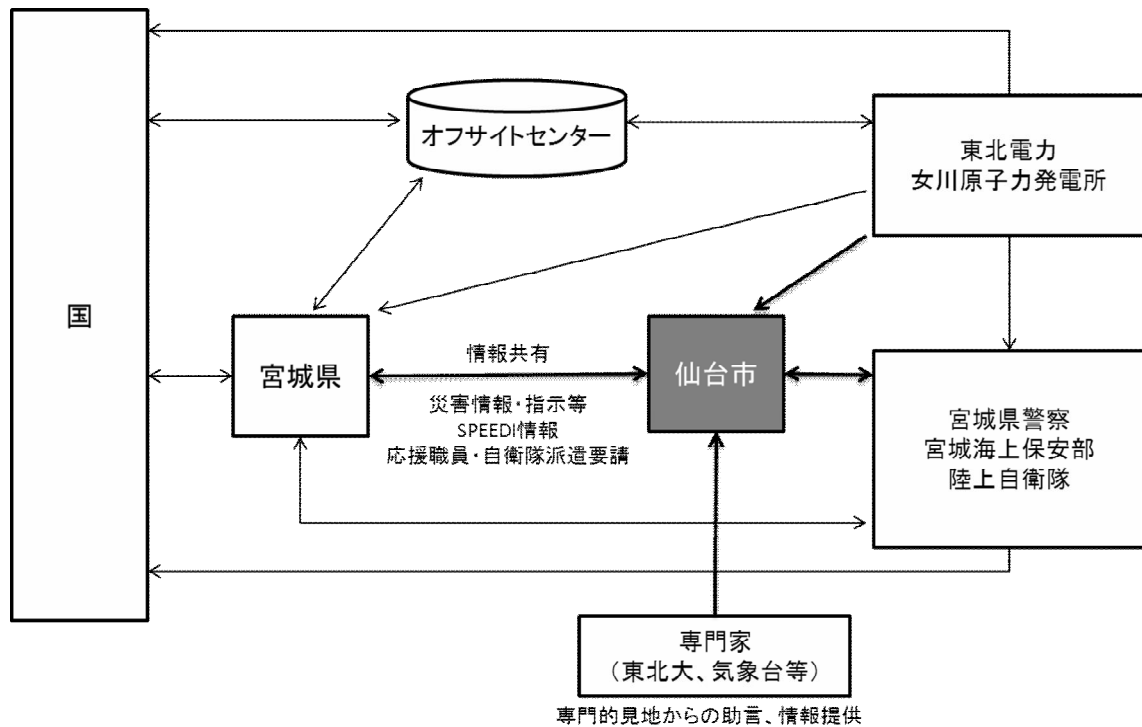 オフサイトセンター
東北電力
女川原子力発電所
国
宮城県
情報共有
災害情報・指示等
SPEEDI情報
応援職員・自衛隊派遣要請
仙台市
宮城県警察
宮城海上保安部
陸上自衛隊
専門家
（東北大、気象台等）
専門的見地からの助言、情報提供